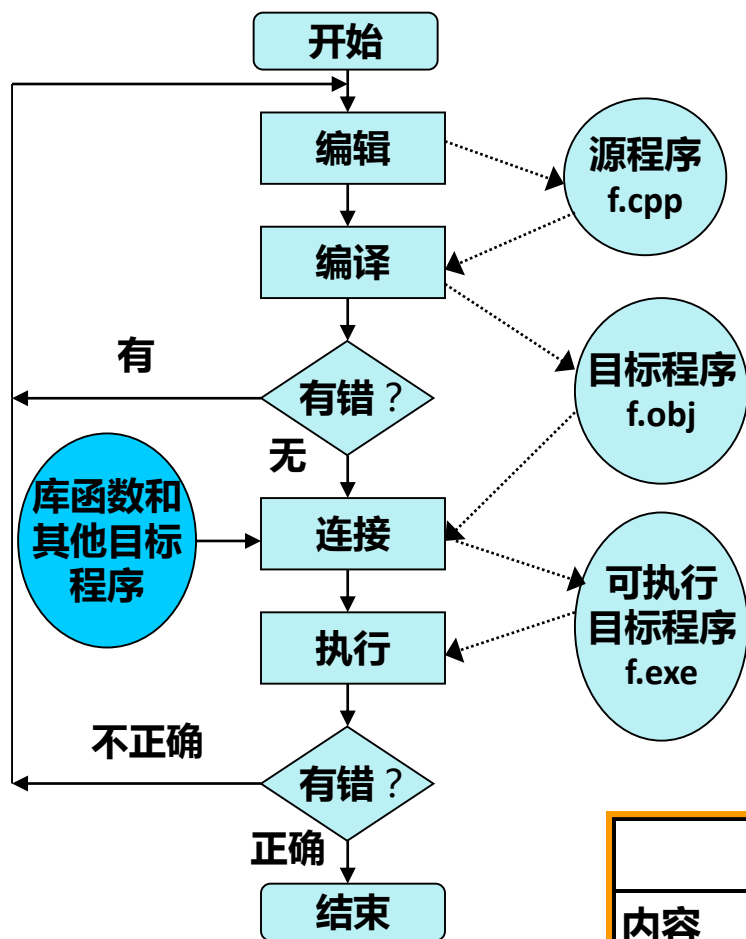 开始
编辑
源程序
f.cpp
编译
有
有错？
目标程序
f.obj
无
库函数和
其他目标
程序
连接
可执行
目标程序
f.exe
执行
不正确
有错？
正确
结束
内容